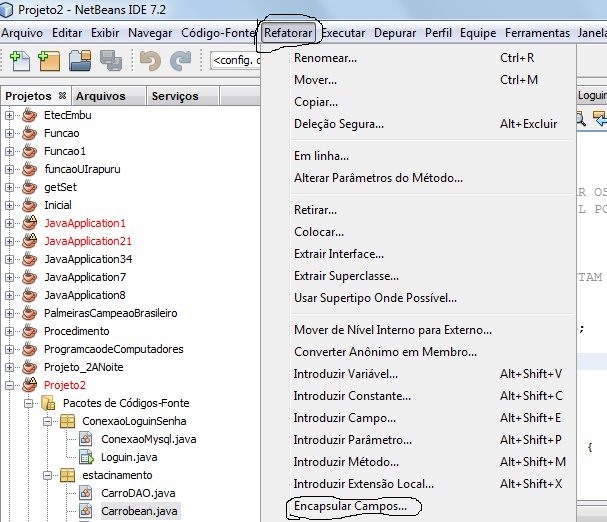 Projeto2 - NetBeans IDE 7.2
Arquivo Editar Exibir Navegar Código-Fonte Refatorar Executar Depurar Perfil Equipe Ferramentas Janela
<config.
Projetos Arquivos Serviços
EtecEmbu
Funcao
Funcao1
funcaoUIrapuru
getSet
Inicial
JavaApplication1
JavaApplication21
JavaApplication34
JavaApplication7
JavaApplication8
PalmeirasCampeaoBrasileiro
Procedimento
ProgramcaodeComputadores
Projeto_2ANoite
Projeto2
Pacotes de Códigos-Fonte
ConexaoLoguinSenha
ConexaoMysql.java
Loguin.java
estacinamento
CarroDAO.java
Carrobean.java
Renomear... Ctrl+R
Mover... Ctrl+M
Copiar...
Deleção Segura... Alt+Excluir
Em linha...
Alterar Parâmetros do Método...
Retirar...
Colocar...
Extrair Interface...
Extrair Superclasse...
Usar Supertipo Onde Possível...
Mover de Nível Interno para Externo...
Converter Anônimo em Membro...
Introduzir Variável... Alt+Shift+V
Introduzir Constante... Alt+Shift+C
Introduzir Campo... Alt+Shift+E
Introduzir Parâmetro... Alt+Shift+P
Introduzir Método... Alt+Shift+M
Introduzir Extensão Local... Alt+Shift+X
Encapsular Campos...
Loguin
AR OS
L PO
TAM
;
{